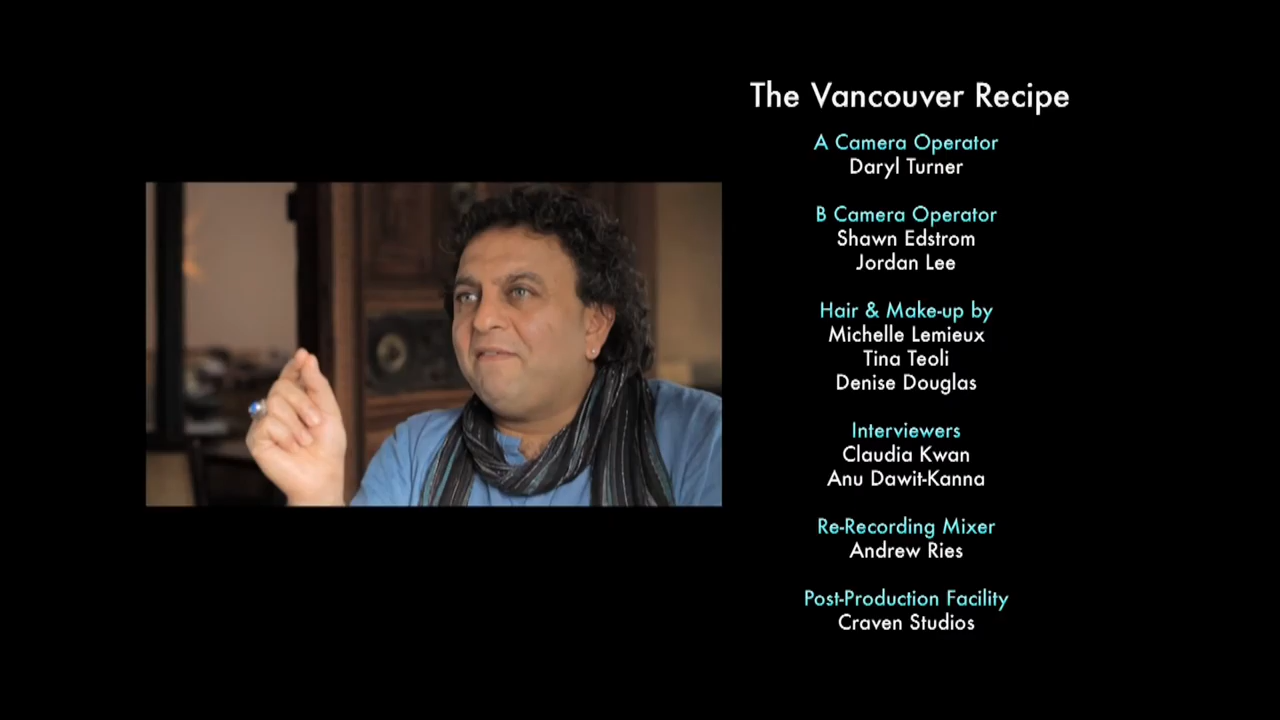 The Vancouver Recipe
A Camera Operator
Daryl Turner
B Camera Operator
Shawn Edstrom
Jordan Lee
Hair & Make-up by
Michelle Lemieux
Tina Teoli
Denise Douglas
Interviewers
Claudia Kwan
Anu Dawit-Kanna
Re-Recording Mixer
Andrew Ries
Post-Production Facility
Craven Studios